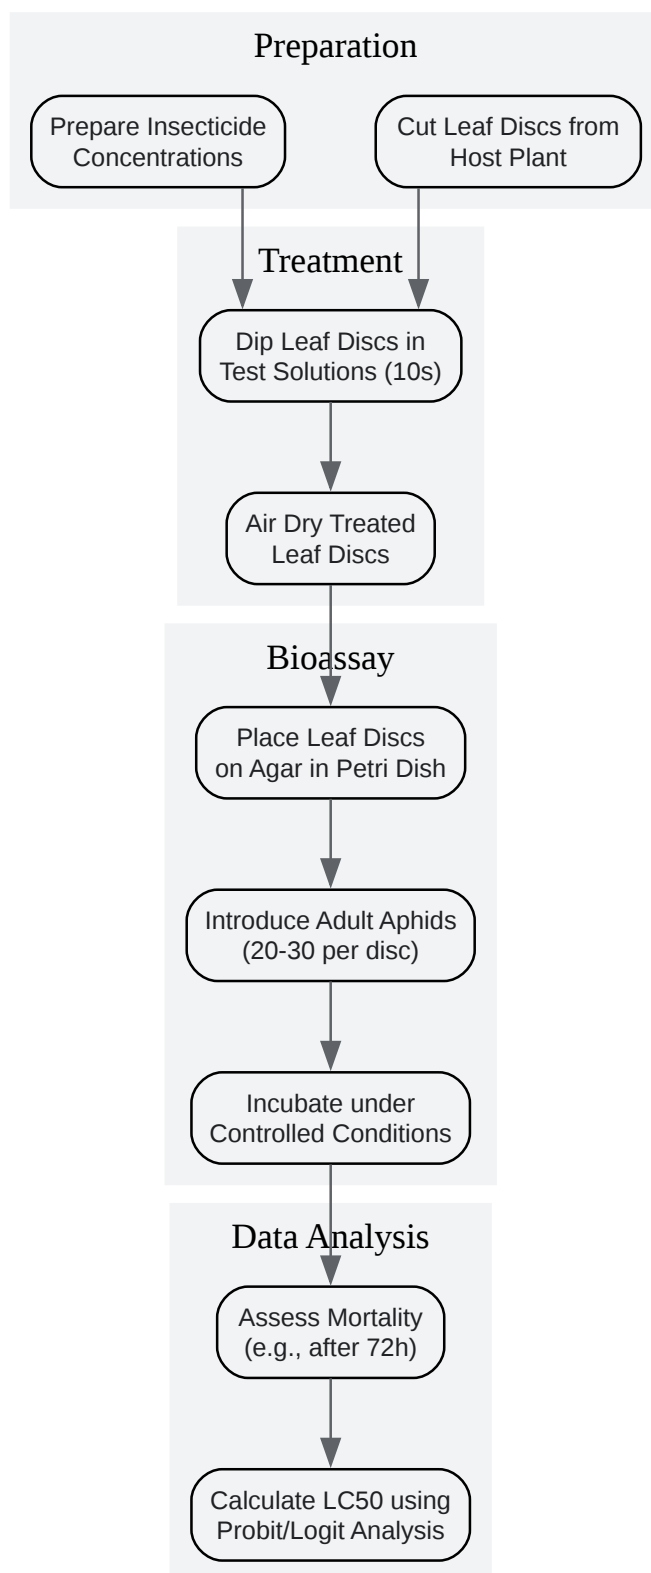 Preparation
Prepare Insecticide
Concentrations
Cut Leaf Discs from
Host Plant
Treatment
Dip Leaf Discs in
Test Solutions (10s)
Air Dry Treated
Leaf Discs
Bioassay
Place Leaf Discs
on Agar in Petri Dish
Introduce Adult Aphids
(20-30 per disc)
Incubate under
Controlled Conditions
Data Analysis
Assess Mortality
(e.g., after 72h)
Calculate LC50 using
Probit/Logit Analysis